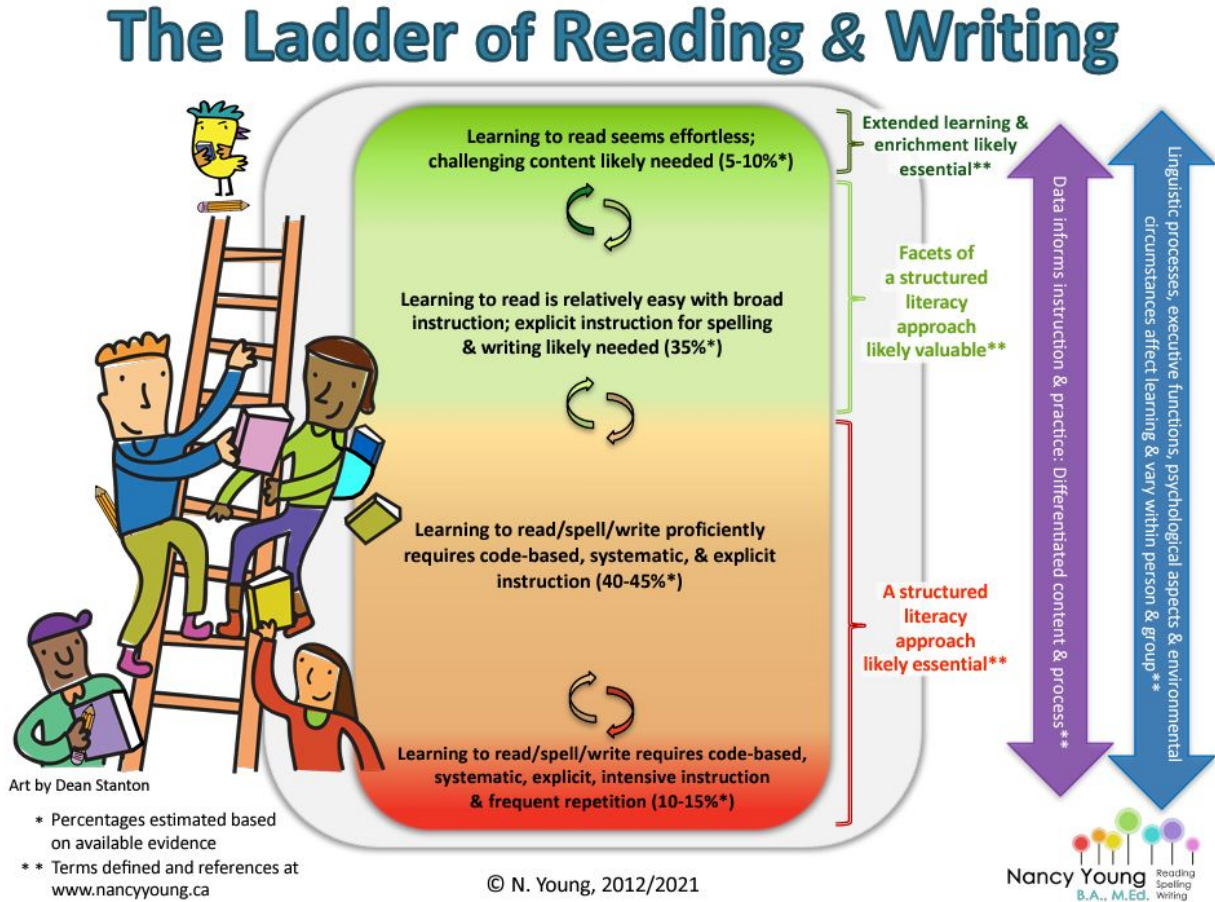 The Ladder of Reading & Writing
Learning to read seems effortless;
challenging content likely needed (5-10%*)
Learning to read is relatively easy with broad
instruction; explicit instruction for spelling
& writing likely needed (35%*)
Learning to read/spell/write proficiently
requires code-based, systematic, & explicit
instruction (40-45%*)
Learning to read/spell/write requires code-based,
systematic, explicit, intensive instruction
& frequent repetition (10-15%*)
Extended learning &
enrichment likely
essential**
Facets of
a structured
literacy
approach
likely valuable**
A structured
literacy
approach
likely essential**
Data informs instruction & practice: Differentiated content & process**
Linguistic processes, executive functions, psychological aspects & environmental
circumstances affect learning & vary within person & group**
Art by Dean Stanton
* Percentages estimated based
on available evidence
** Terms defined and references at
www.nancyyoung.ca
© N. Young, 2012/2021
Nancy Young
B.A., M.Ed.
Reading
Spelling
Writing